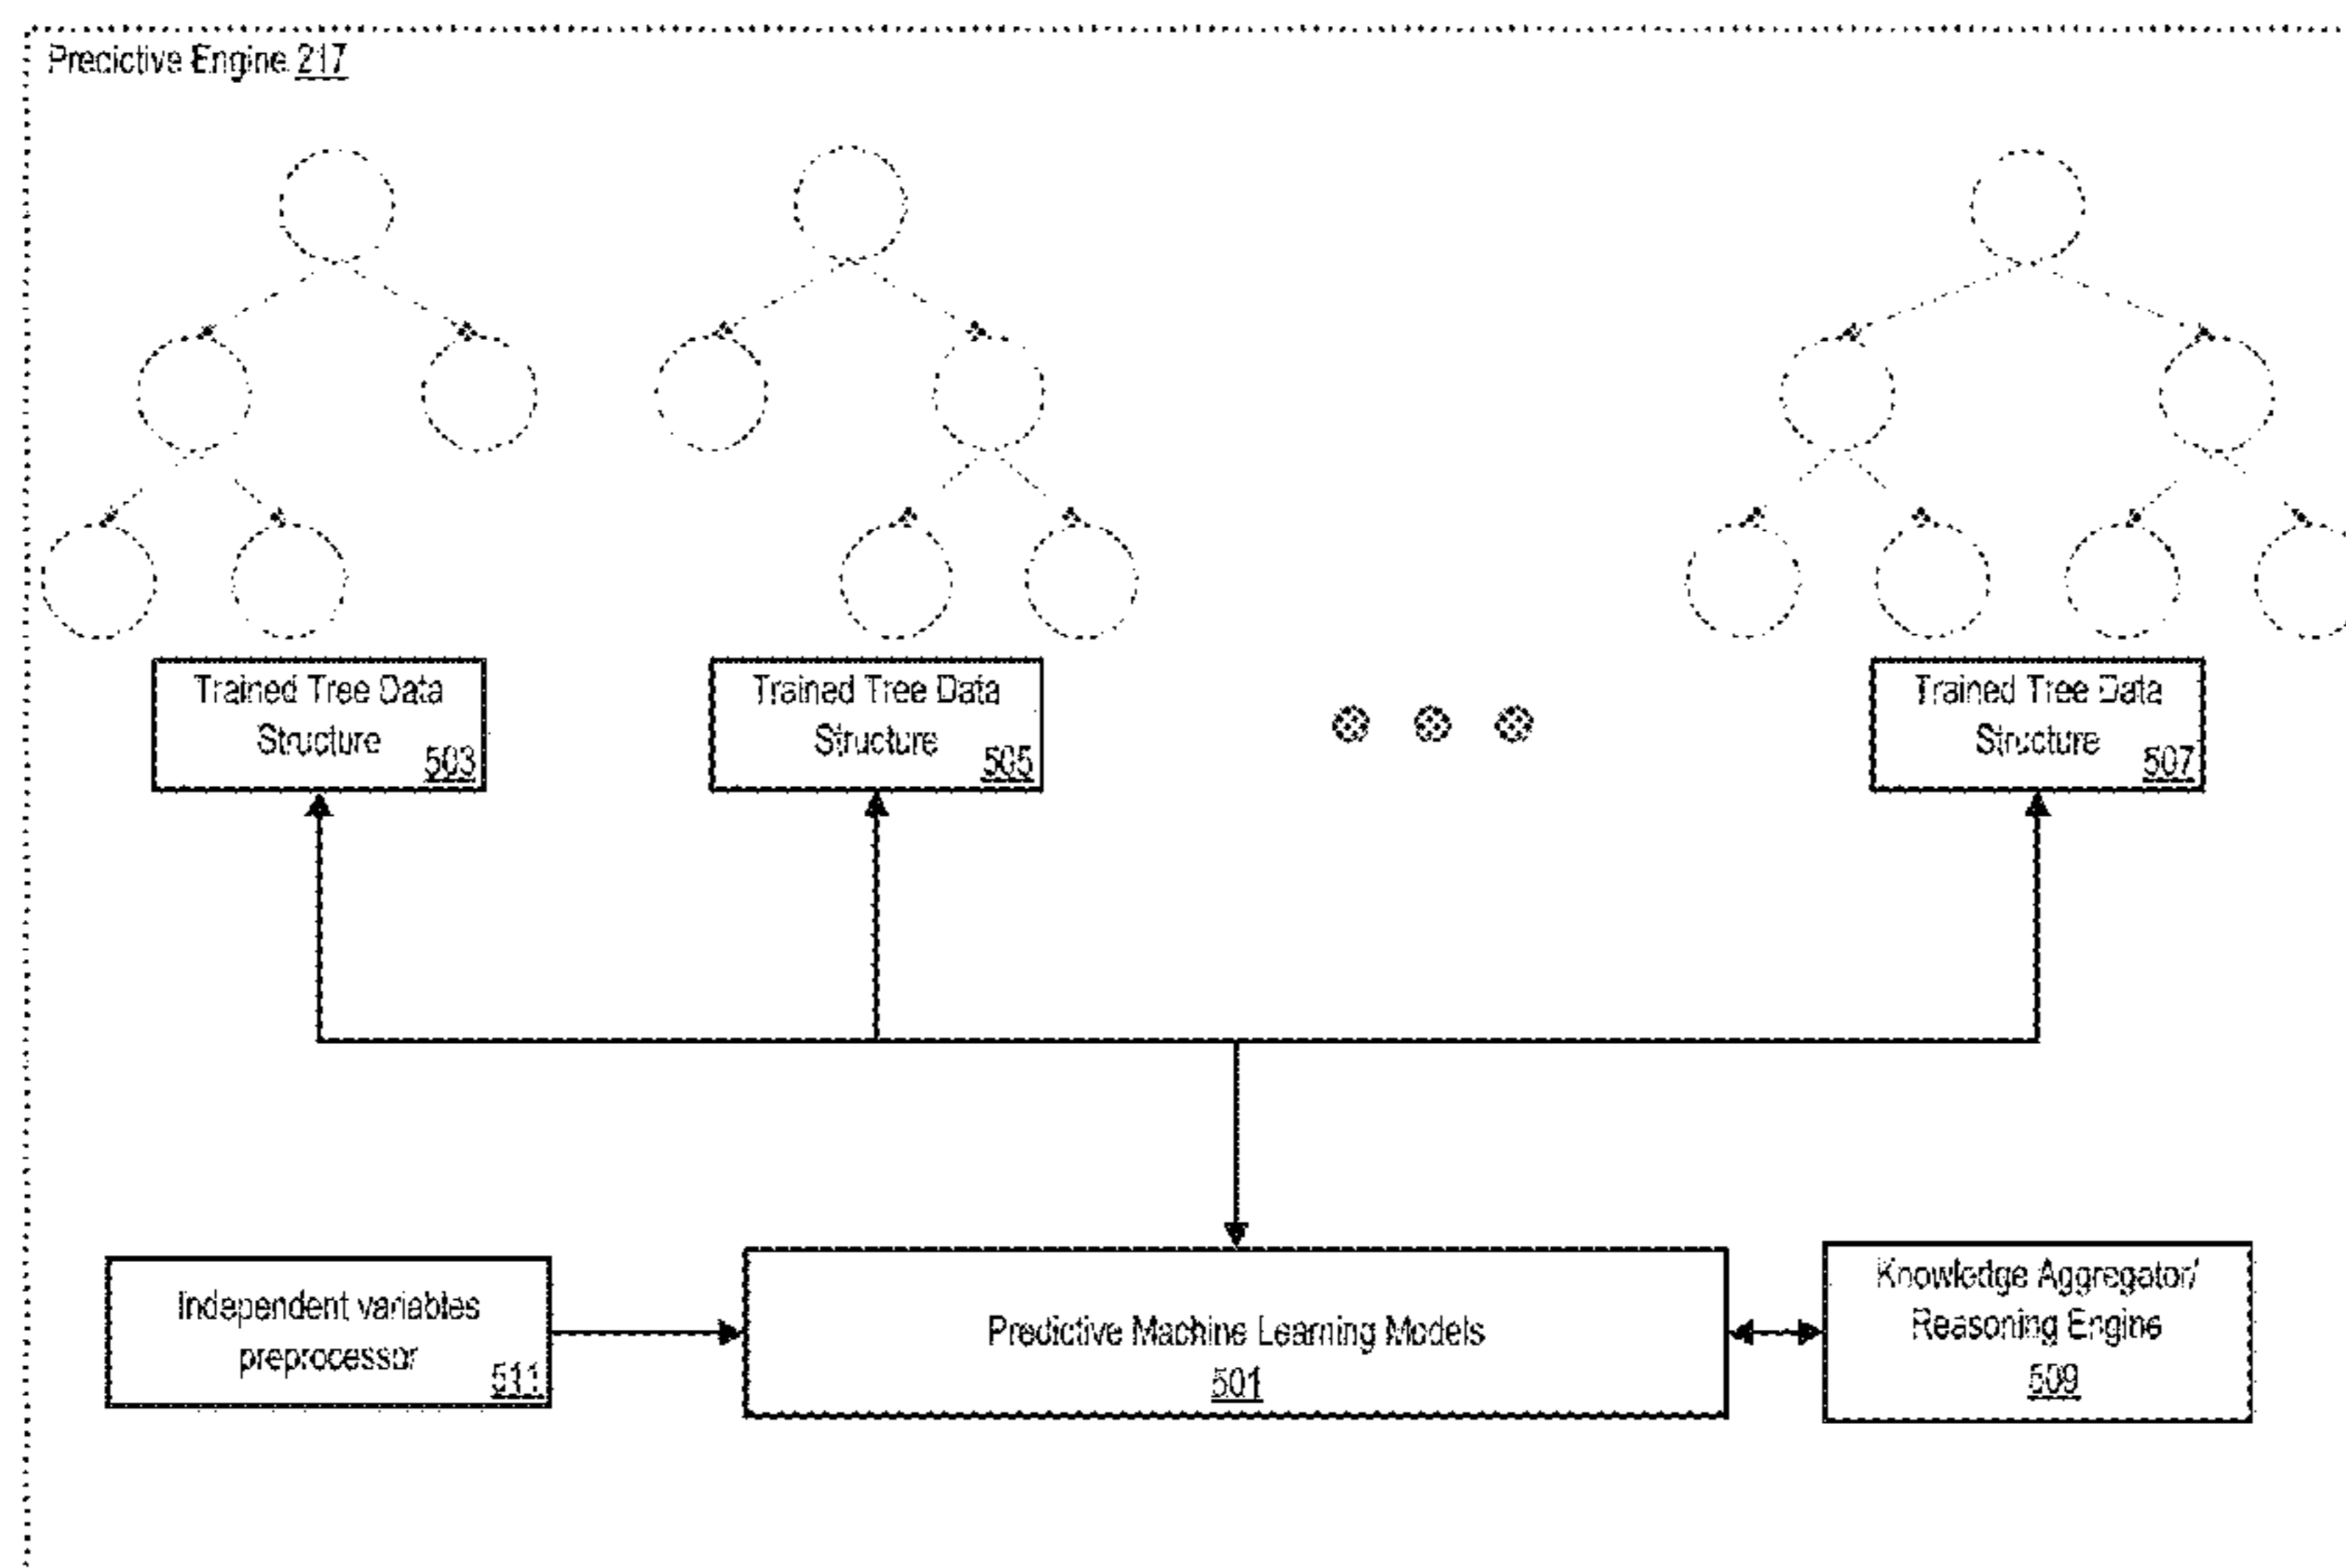 Predictive Engine 217
Trained Tree Data
Structure
503
Trained Tree Data
Structure
505
Trained Tree Data
Structure
507
Independent variables
preprocessor
511
Predictive Machine Learning Models
501
Knowledge Aggregator/
Reasoning Engine
509